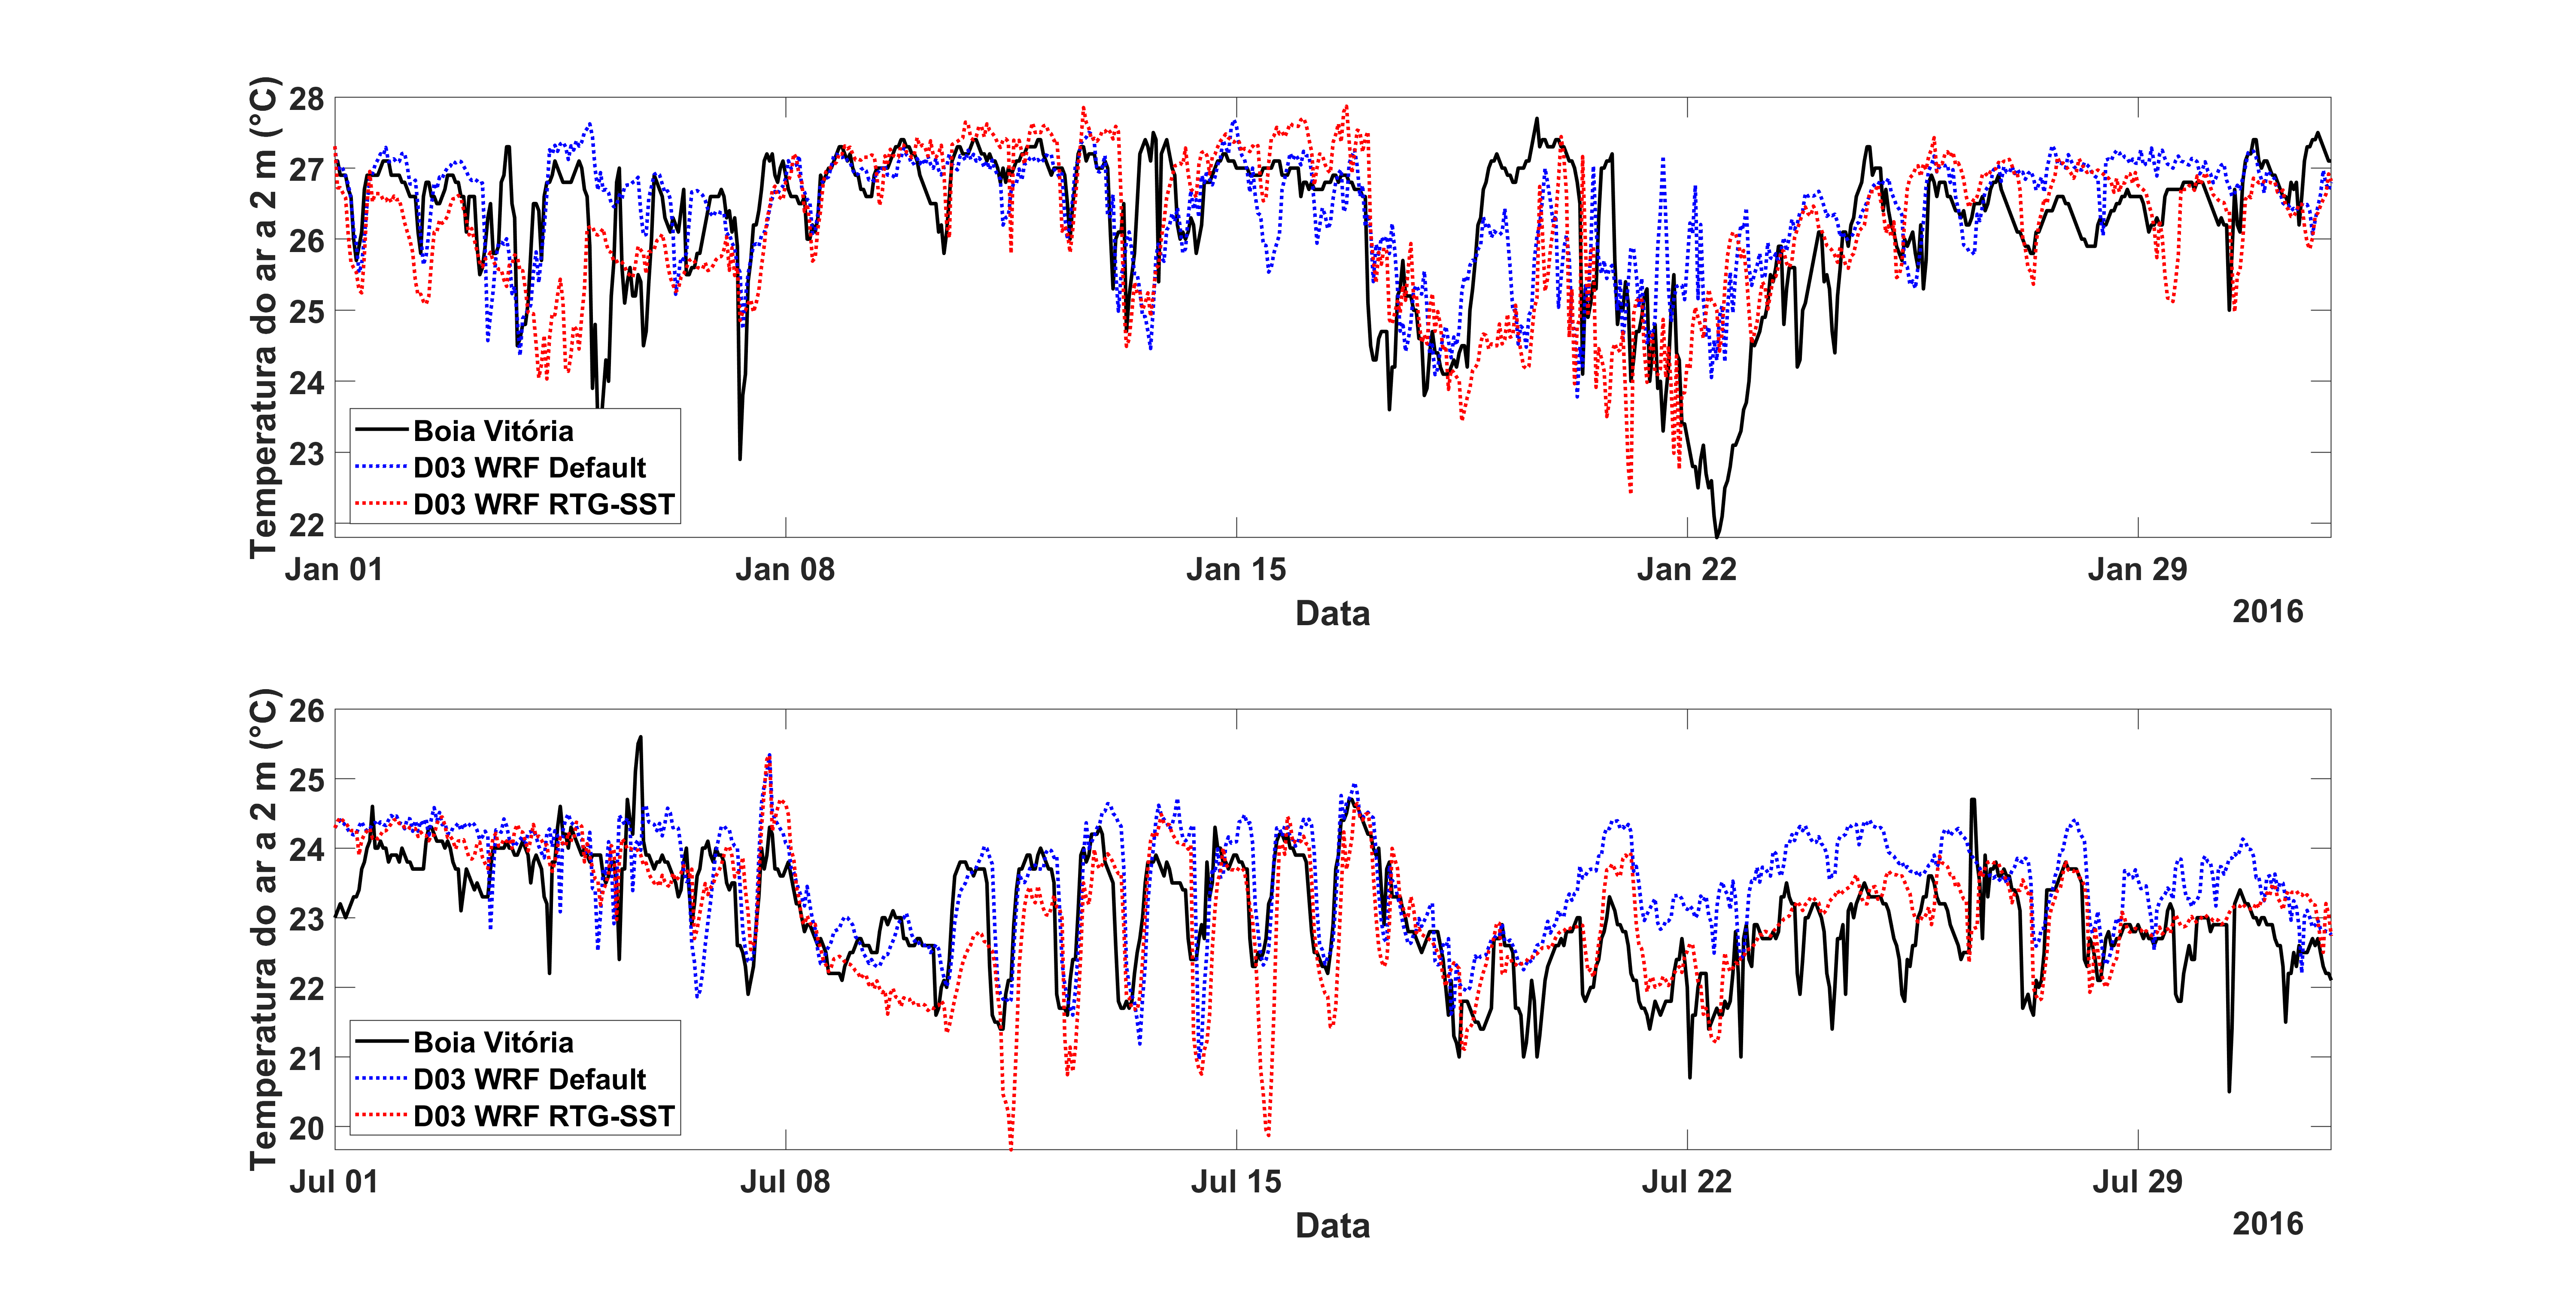 Temperatura do ar a 2 m (°C)
28
27
26
25
24
23
22
Boia Vitória
D03 WRF Default
D03 WRF RTG-SST
Jan 01
Jan 08
Jan 15
Jan 22
Jan 29
Data
2016
Temperatura do ar a 2 m (°C)
26
25
24
23
22
21
20
Boia Vitória
D03 WRF Default
D03 WRF RTG-SST
Jul 01
Jul 08
Jul 15
Jul 22
Jul 29
Data
2016